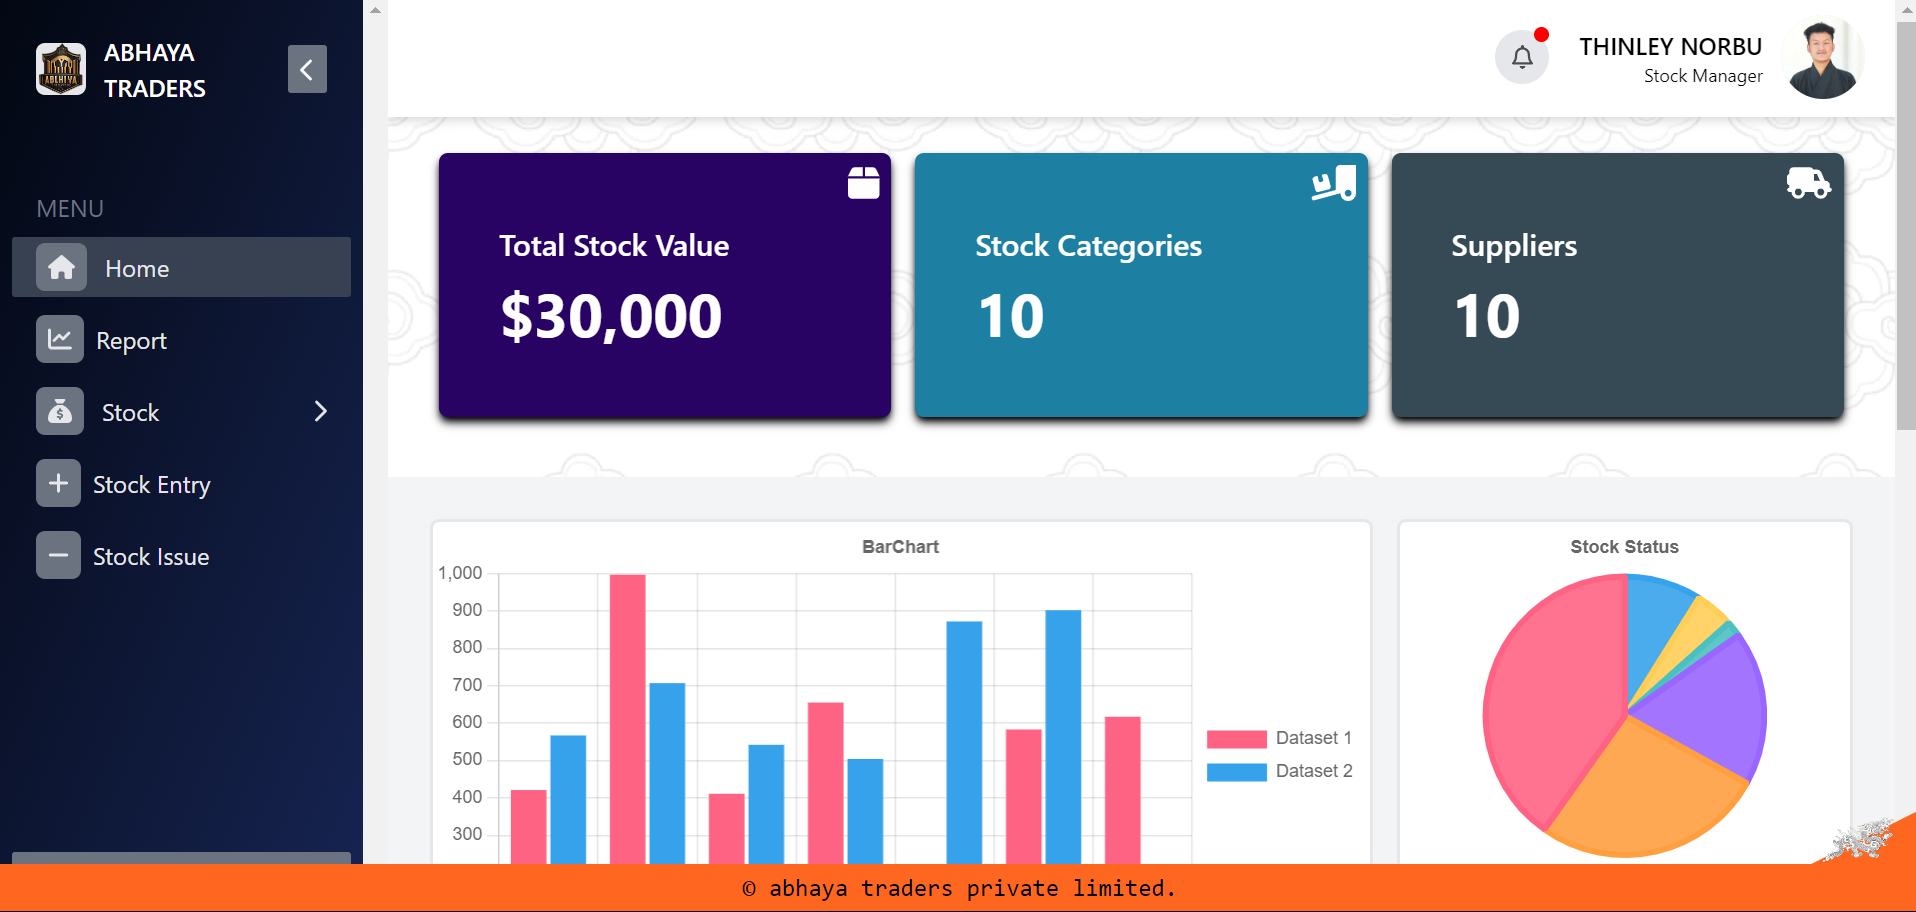 ABHAYA
TRADERS
MENU
Home
Report
Stock
Stock Entry
Stock Issue
THINLEY NORBU
Stock Manager
Total Stock Value
$30,000
Stock Categories
10
Suppliers
10
BarChart
1,000
900
800
700
600
500
400
300
Dataset 1
Dataset 2
Stock Status
© abhaya traders private limited.